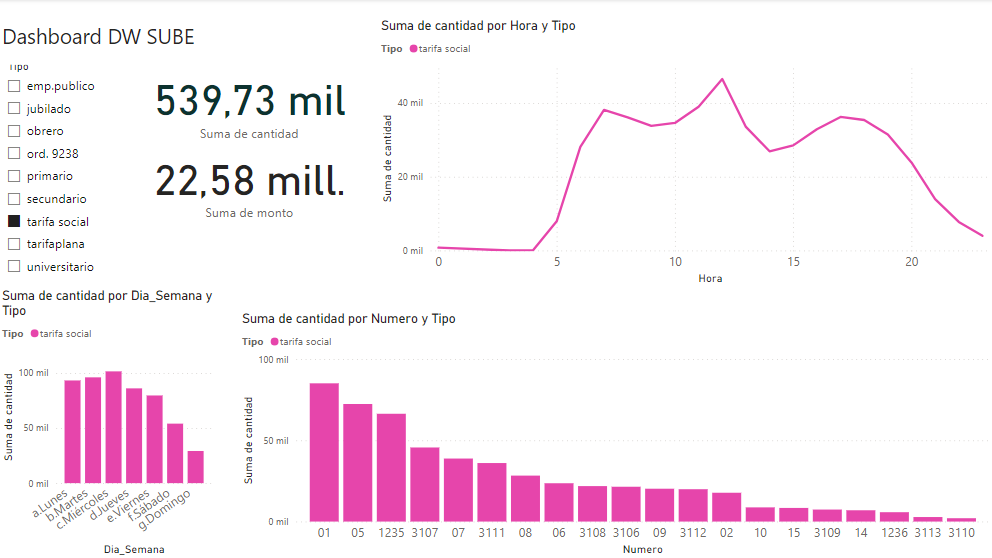 Dashboard DW SUBE
Tipo
emp.publico
jubilado
obrero
ord. 9238
primario
secundario
tarifa social
tarifaplana
universitario
539,73 mil
Suma de cantidad
22,58 mill.
Suma de monto
Suma de cantidad por Hora y Tipo
Tipo tarifa social
Suma de cantidad
40 mil
20 mil
0 mil
0 5 10 15 20
Hora
Suma de cantidad por Dia_Semana y
Tipo
Tipo tarifa social
Suma de cantidad
100 mil
50 mil
0 mil
a.Lunes b.Martes c.Miércoles d.Jueves e.Viernes f.Sábado g.Domingo
Dia_Semana
Suma de cantidad por Numero y Tipo
Tipo tarifa social
Suma de cantidad
100 mil
50 mil
0 mil
01 05 1235 3107 07 3111 08 06 3108 3106 09 3112 02 10 15 3109 14 1236 3113 3110
Numero